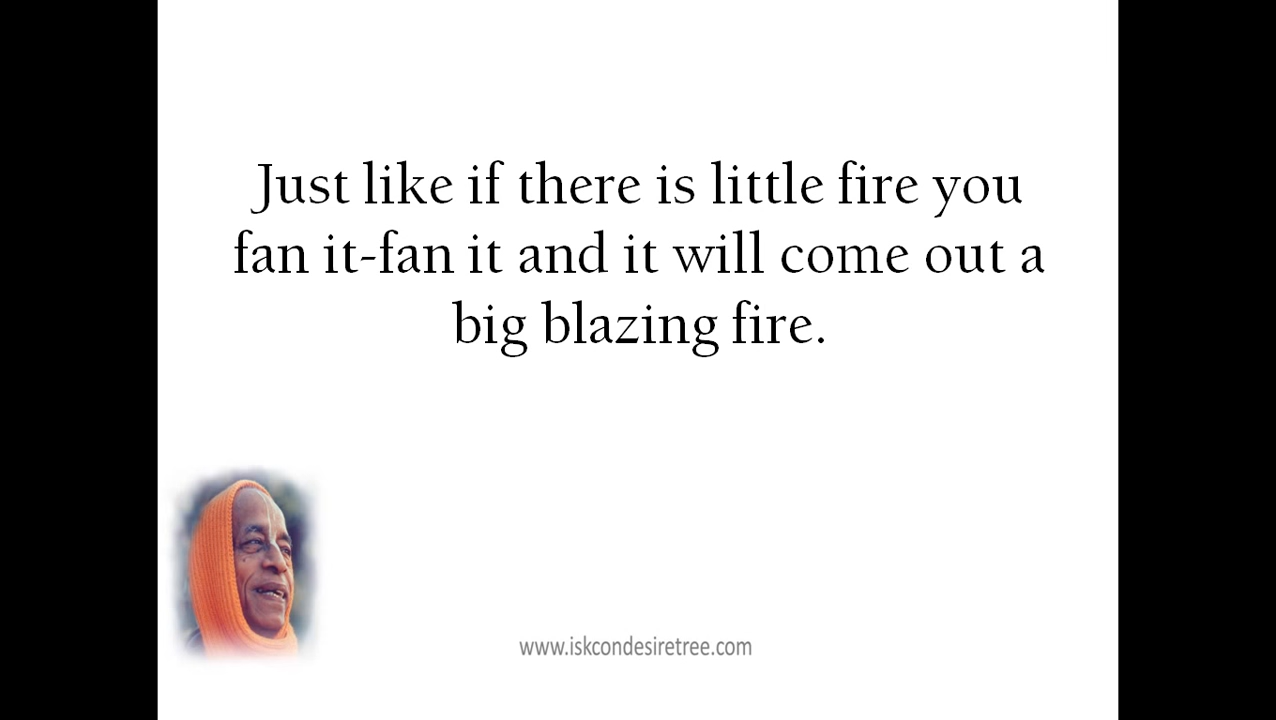 Just like if there is little fire you
fan it-fan it and it will come out a
big blazing fire.
www.iskcondesiretree.com